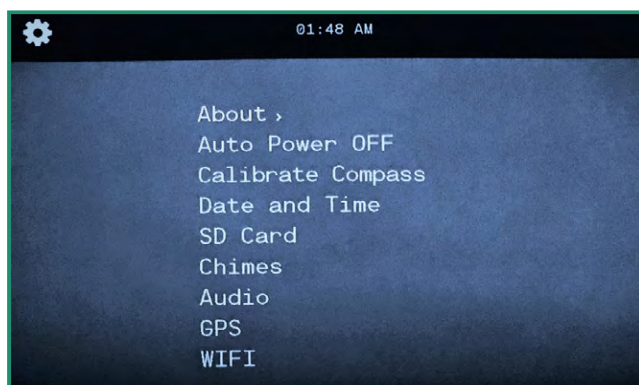 01:48 AM
About ›
Auto Power OFF
Calibrate Compass
Date and Time
SD Card
Chimes
Audio
GPS
WIFI